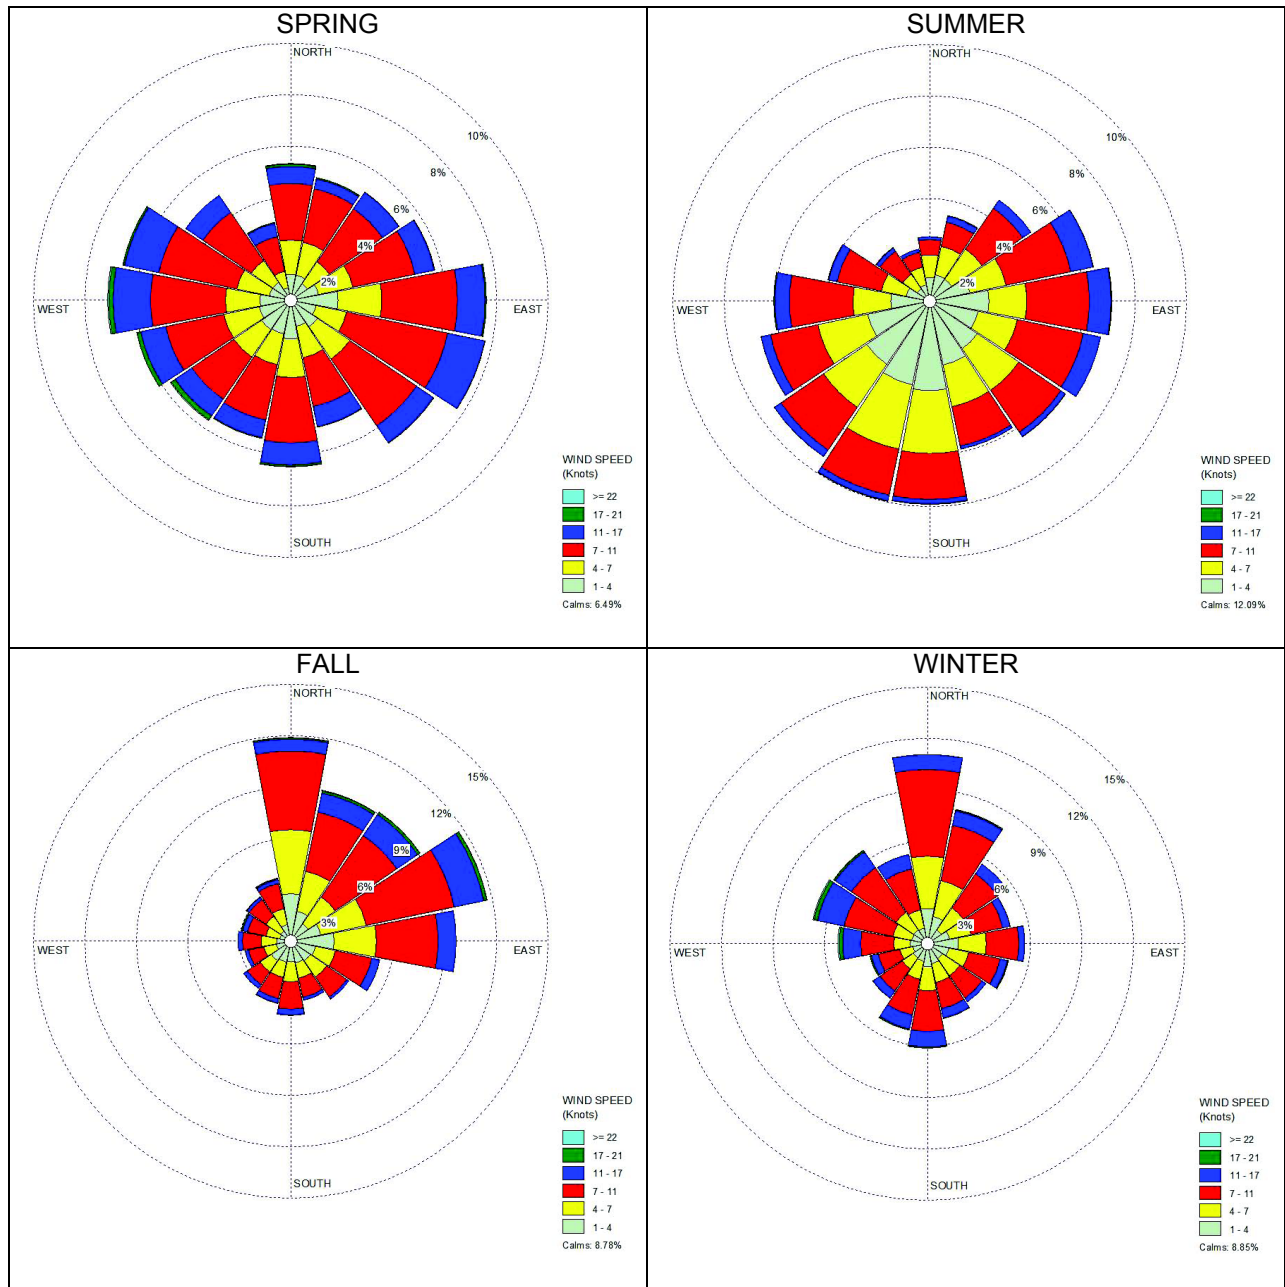 SPRING
NORTH
10%
8%
6%
4%
2%
WEST
EAST
SOUTH
WIND SPEED
(Knots)
>= 22
17 - 21
11 - 17
7 - 11
4 - 7
1 - 4
Calms: 6.49%
SUMMER
NORTH
10%
8%
6%
4%
2%
WEST
EAST
SOUTH
WIND SPEED
(Knots)
>= 22
17 - 21
11 - 17
7 - 11
4 - 7
1 - 4
Calms: 12.09%
FALL
NORTH
15%
12%
9%
6%
3%
WEST
EAST
SOUTH
WIND SPEED
(Knots)
>= 22
17 - 21
11 - 17
7 - 11
4 - 7
1 - 4
Calms: 8.78%
WINTER
NORTH
15%
12%
9%
6%
3%
WEST
EAST
SOUTH
WIND SPEED
(Knots)
>= 22
17 - 21
11 - 17
7 - 11
4 - 7
1 - 4
Calms: 8.85%